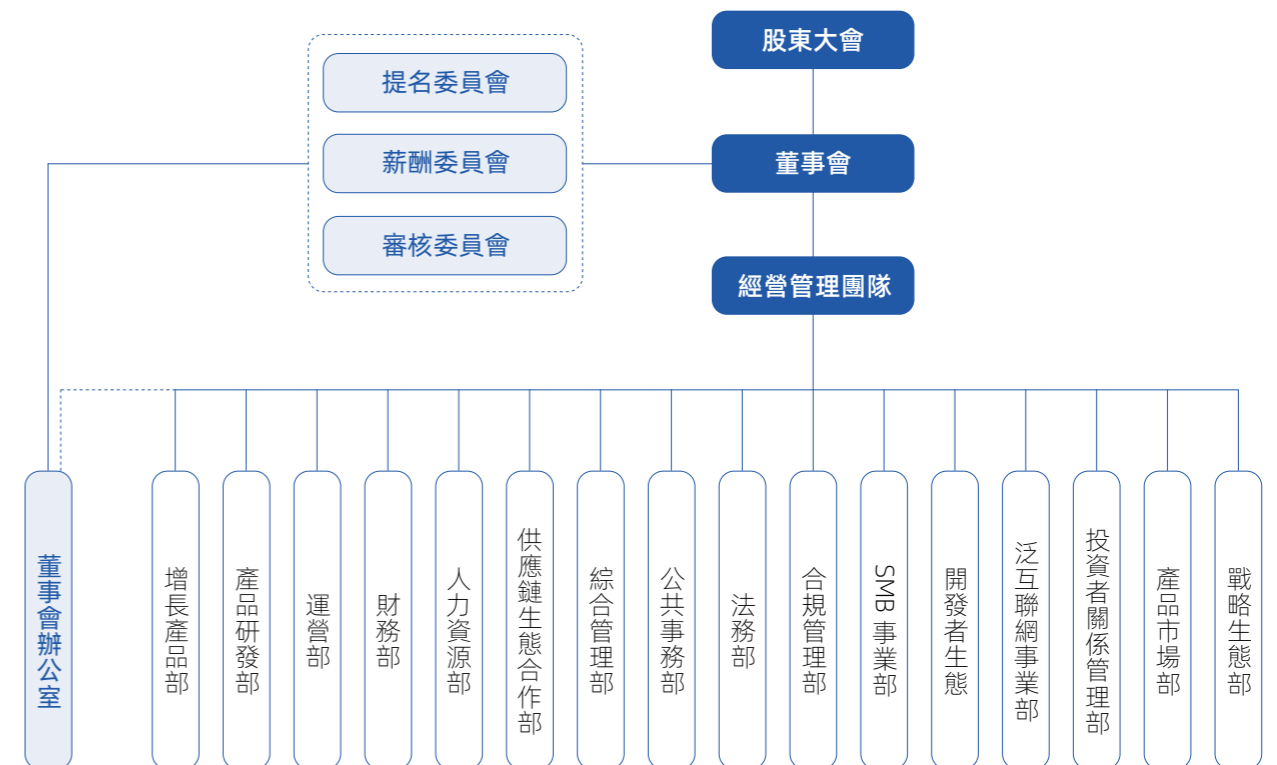 股東大會
提名委員會
薪酬委員會
董事會
審核委員會
經營管理團隊
董事會辦公室
增長產品部
產品研發部
運營部
財務部
人力資源部
供應鏈生態合作部
綜合管理部
公共事務部
法務部
合規管理部
SMB 事業部
開發者生態
泛互聯網事業部
投資者關係管理部
產品市場部
戰略生態部